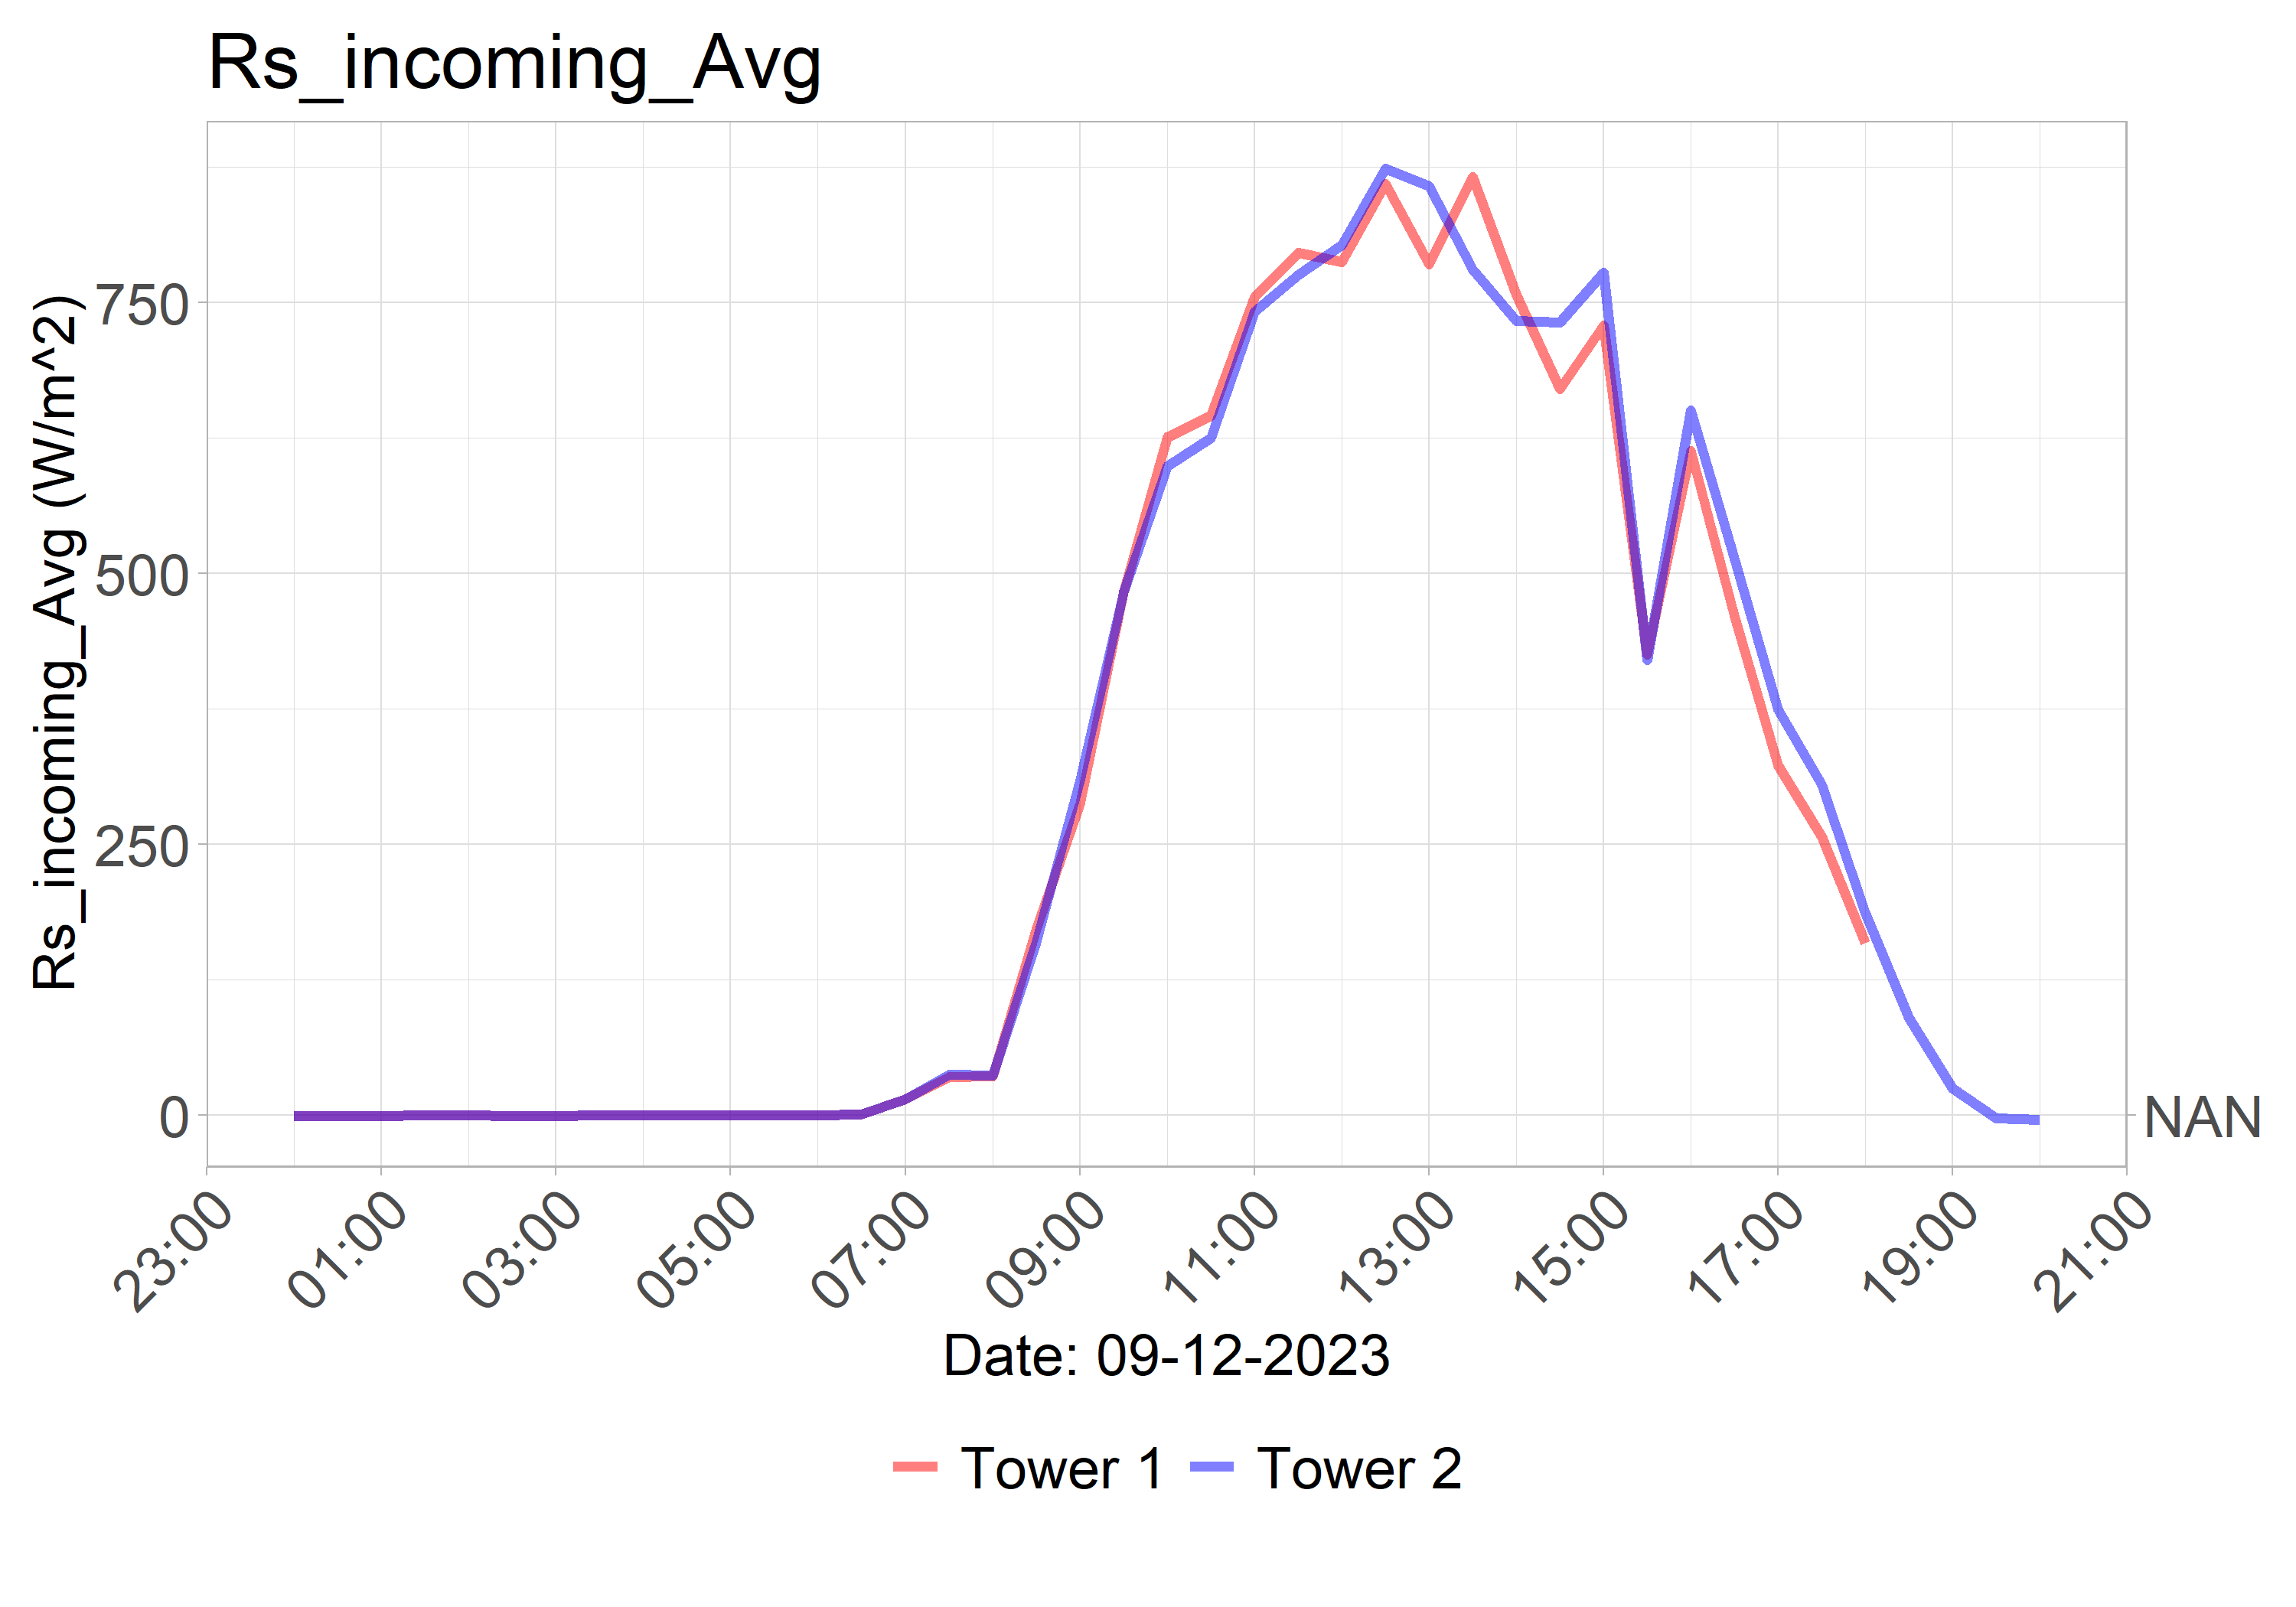 Rs_incoming_Avg
Rs_incoming_Avg (W/m^2)
750
500
250
0
NAN
23:00 01:00 03:00 05:00 07:00 09:00 11:00 13:00 15:00 17:00 19:00 21:00
Date: 09-12-2023
Tower 1 Tower 2